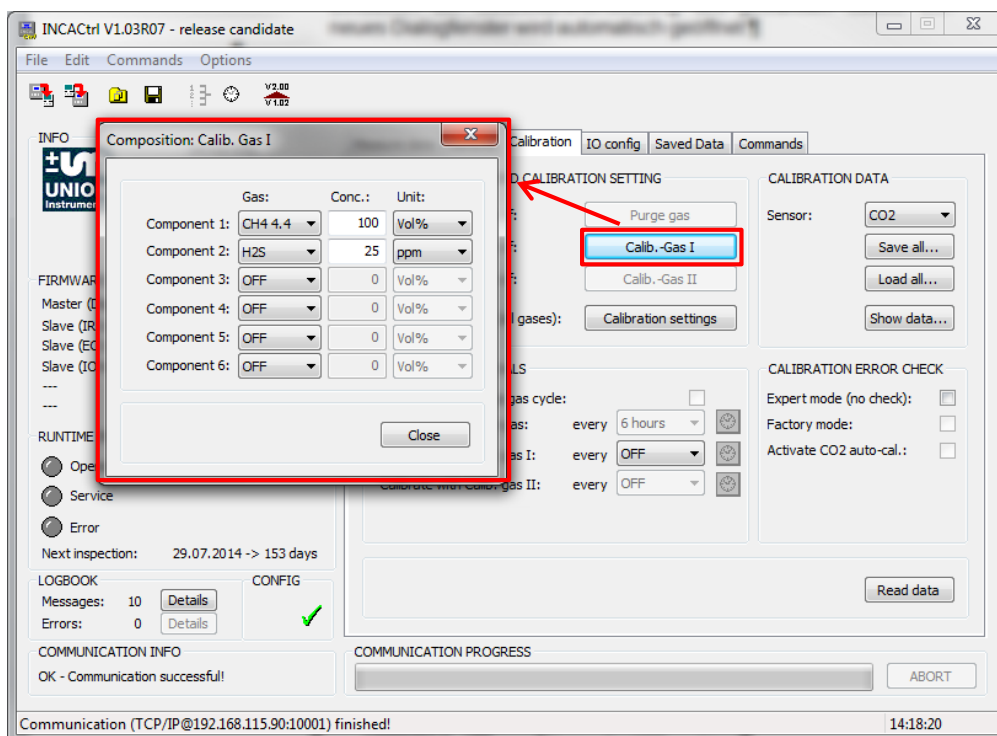 INCACtrl V1.03R07 - release candidate
File Edit Commands Options
V2.00
V1.02
INFO
UNIO
Instrume
FIRMWAR
Master (D
Slave (IR
Slave (EC
Slave (IO
---
---
RUNTIME
Ope
Service
Error
Next inspection: 29.07.2014 -> 153 days
LOGBOOK
Messages: 10 Details
Errors: 0 Details
CONFIG
COMMUNICATION INFO
OK - Communication successful!
Composition: Calib. Gas I
Gas: Conc.: Unit:
Component 1: CH4 4.4 100 Vol%
Component 2: H2S 25 ppm
Component 3: OFF 0 Vol%
Component 4: OFF 0 Vol%
Component 5: OFF 0 Vol%
Component 6: OFF 0 Vol%
Close
Calibration IO config Saved Data Commands
D CALIBRATION SETTING
f: Purge gas
f: Calib.-Gas I
f: Calib.-Gas II
l gases): Calibration settings
CALIBRATION DATA
Sensor: CO2
Save all...
Load all...
Show data...
LS
gas cycle:
as: every 6 hours
as I: every OFF
Calibrate with Calib. gas II: every OFF
CALIBRATION ERROR CHECK
Expert mode (no check):
Factory mode:
Activate CO2 auto-cal.:
Read data
COMMUNICATION PROGRESS
ABORT
Communication (TCP/IP@192.168.115.90:10001) finished!
14:18:20